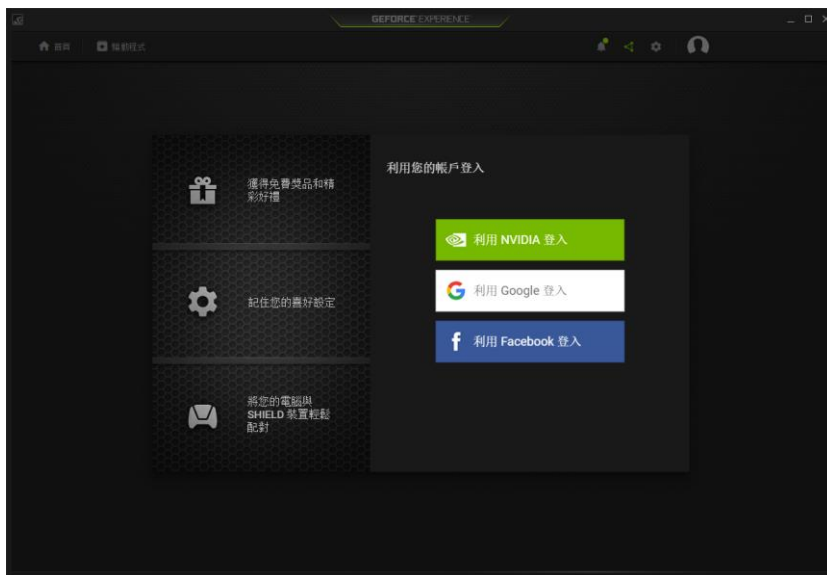 GEFORCE EXPERIENCE
首頁
驅動程式
獲得免費獎品和精
彩好禮
記住您的喜好設定
將您的電腦與
SHIELD 裝置輕鬆
配對
利用您的帳戶登入
利用 NVIDIA 登入
利用 Google 登入
利用 Facebook 登入